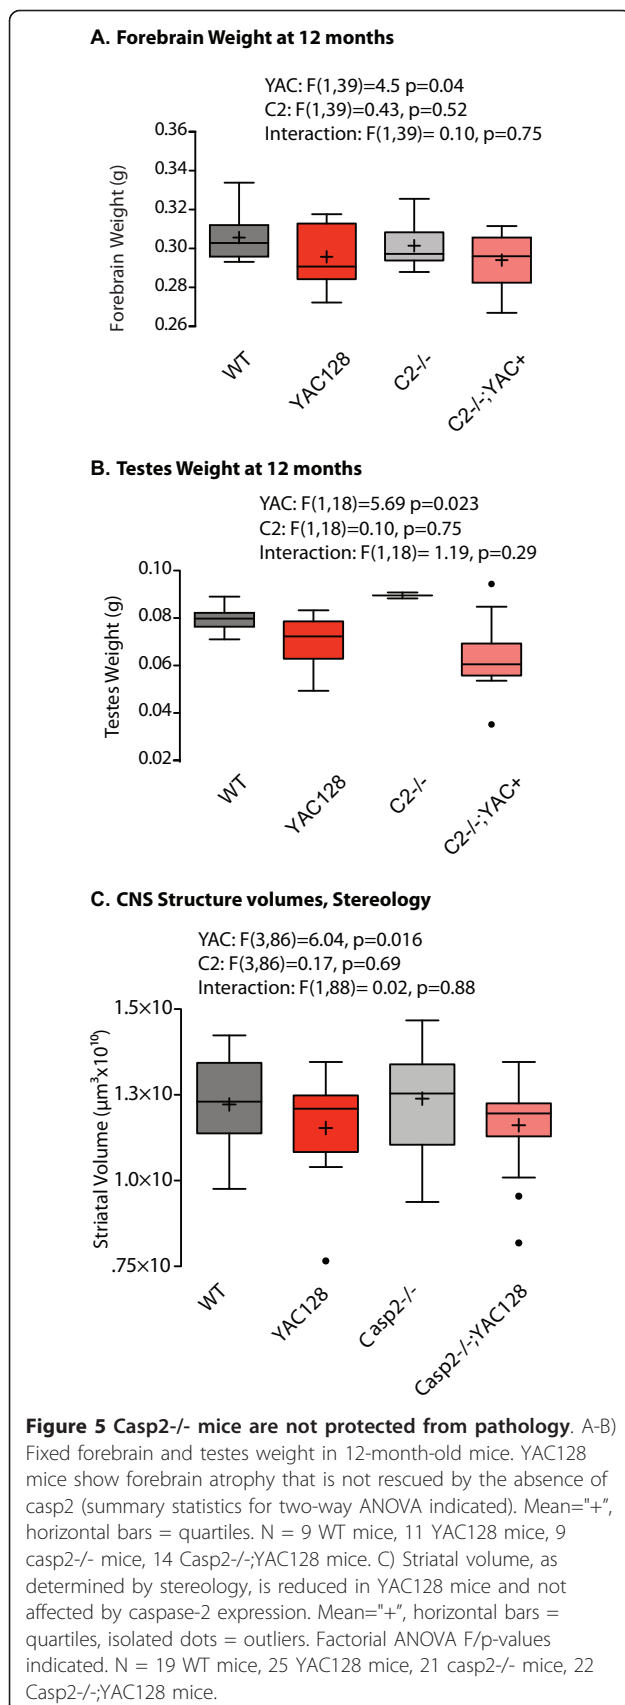 A. Forebrain Weight at 12 months
YAC: F(1,39)=4.5 p=0.04
C2: F(1,39)=0.43, p=0.52
Interaction: F(1,39)= 0.10, p=0.75
Forebrain Weight (g)
0.36
0.34
0.32
0.30
0.28
0.26
WT
YAC128
C2-/-
C2-/-;YAC+
B. Testes Weight at 12 months
YAC: F(1,18)=5.69 p=0.023
C2: F(1,18)=0.10, p=0.75
Interaction: F(1,18)= 1.19, p=0.29
Testes Weight (g)
0.10
0.08
0.06
0.04
0.02
WT
YAC128
C2-/-
C2-/-;YAC+
C. CNS Structure volumes, Stereology
YAC: F(3,86)=6.04, p=0.016
C2: F(3,86)=0.17, p=0.69
Interaction: F(1,88)= 0.02, p=0.88
Striatal Volume (µm³x10¹⁰)
1.5×10
1.3×10
1.0×10
.75×10
WT
YAC128
Casp2-/-
Casp2-/-;YAC128
Figure 5 Casp2-/- mice are not protected from pathology. A-B)
Fixed forebrain and testes weight in 12-month-old mice. YAC128
mice show forebrain atrophy that is not rescued by the absence of
casp2 (summary statistics for two-way ANOVA indicated). Mean="+",
horizontal bars = quartiles. N = 9 WT mice, 11 YAC128 mice, 9
casp2-/- mice, 14 Casp2-/-;YAC128 mice. C) Striatal volume, as
determined by stereology, is reduced in YAC128 mice and not
affected by caspase-2 expression. Mean="+", horizontal bars =
quartiles, isolated dots = outliers. Factorial ANOVA F/p-values
indicated. N = 19 WT mice, 25 YAC128 mice, 21 casp2-/- mice, 22
Casp2-/-;YAC128 mice.